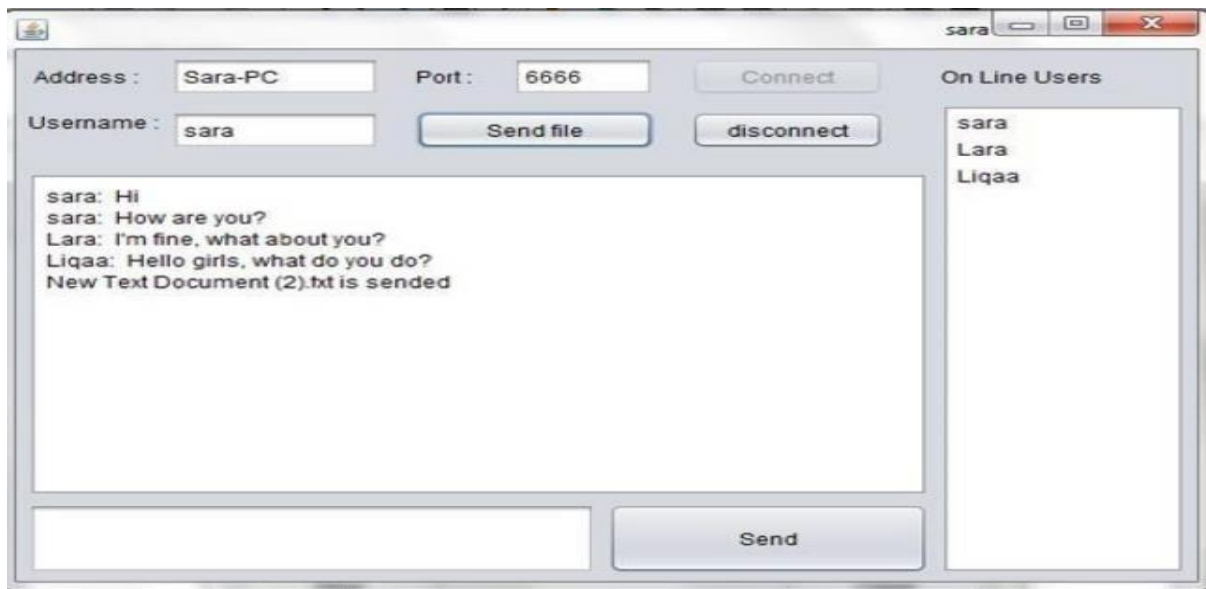 sara
Address : Sara-PC Port : 6666 Connect On Line Users
Username : sara Send file disconnect
sara
Lara
Liqaa
sara: Hi
sara: How are you?
Lara: I'm fine, what about you?
Liqaa: Hello girls, what do you do?
New Text Document (2).txt is sended
Send